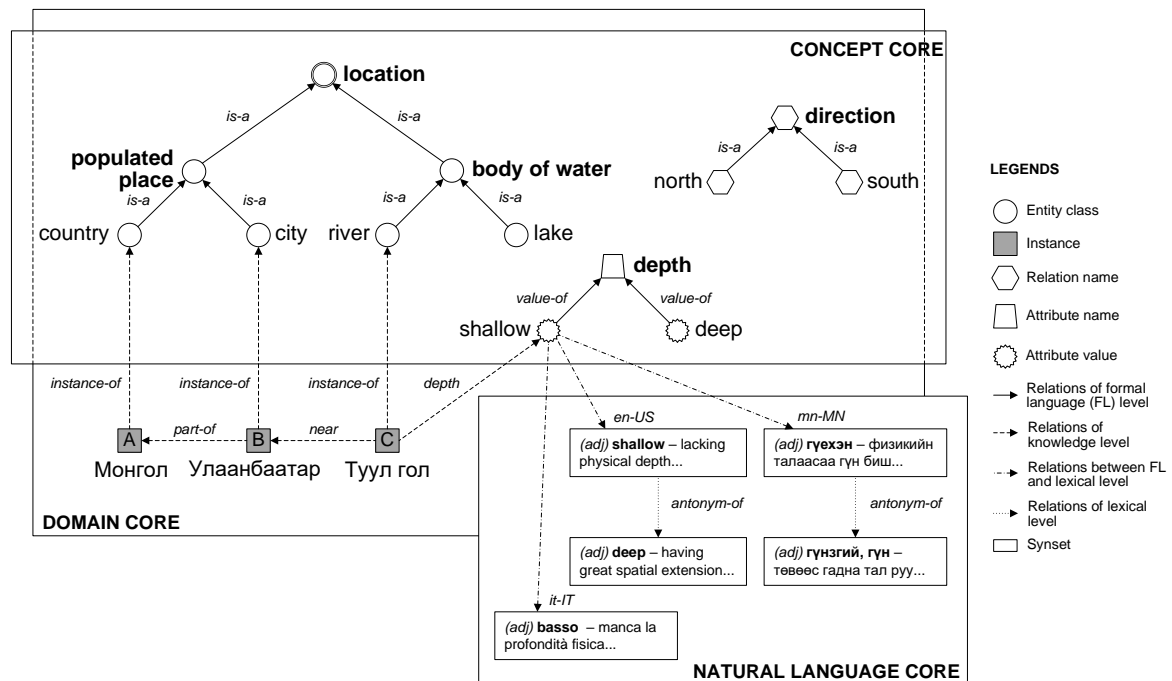 CONCEPT CORE
location
is-a
is-a
direction
populated
place
body of water
is-a
is-a
north
south
is-a
is-a
is-a
is-a
country
city
river
lake
depth
value-of
value-of
shallow
deep
instance-of
instance-of
instance-of
depth
part-of
near
A
B
C
Монгол
Улаанбаатар
Туул гол
DOMAIN CORE
en-US
mn-MN
(adj) shallow – lacking
physical depth...
(adj) гүехэн – физикийн
талаасаа гүн биш...
antonym-of
antonym-of
(adj) deep – having
great spatial extension...
(adj) гүнзгий, гүн –
төвөөс гадна тал руу...
it-IT
(adj) basso – manca la
profondità fisica...
NATURAL LANGUAGE CORE
LEGENDS
Entity class
Instance
Relation name
Attribute name
Attribute value
Relations of formal
language (FL) level
Relations of
knowledge level
Relations between FL
and lexical level
Relations of lexical
level
Synset